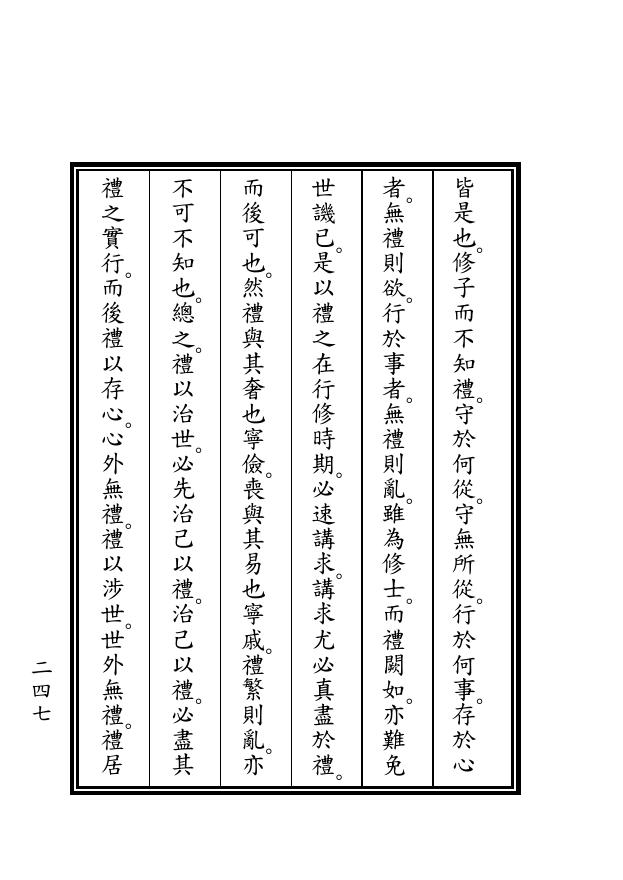 皆是也。修子而不知禮。守於何從。守無所從。行於何事。存於心
者。無禮則欲。行於事者。無禮則亂。雖為修士。而禮闕如。亦難免
世譏已。是以禮之在行修時期。必速講求。講求尤必真盡於禮。
而後可也。然禮與其奢也寧儉。喪與其易也寧戚。禮繁則亂。亦
不可不知也。總之。禮以治世。必先治己以禮。治己以禮。必盡其
禮之實行。而後禮以存心。心外無禮。禮以涉世。世外無禮。禮居
二四七